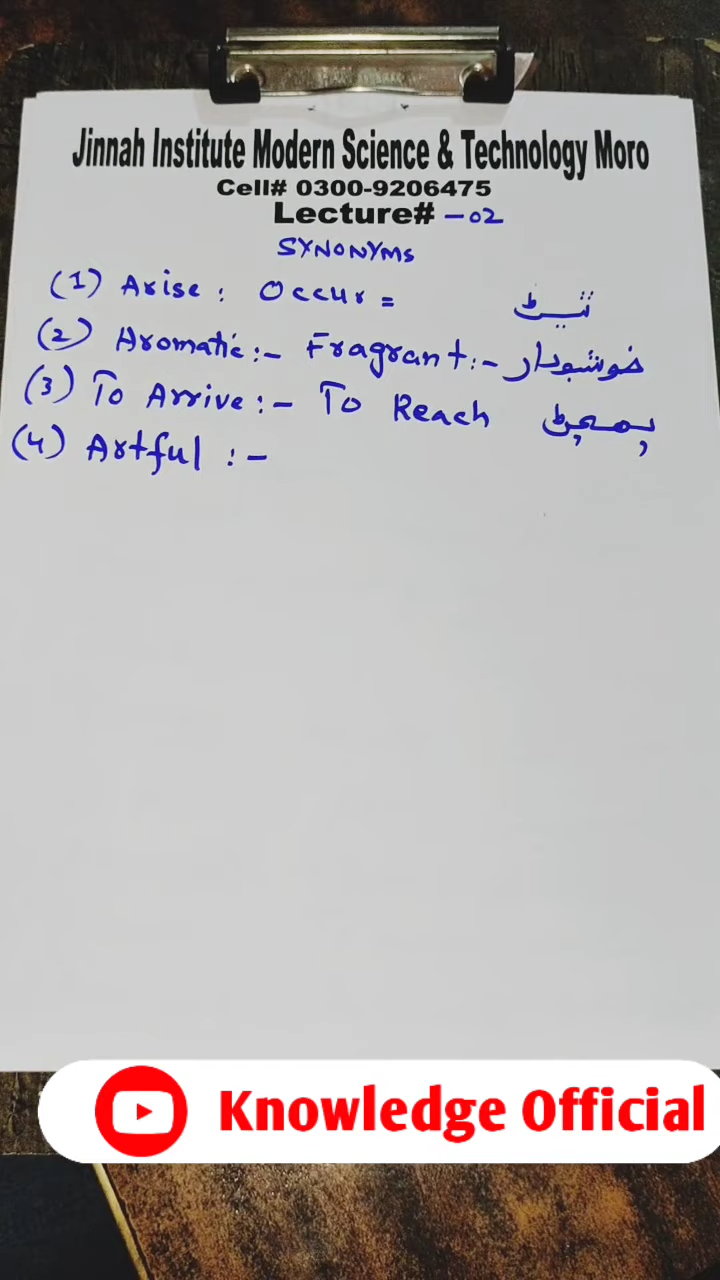 Jinnah Institute Modern Science & Technology Moro
Cell# 0300-9206475
Lecture# -02
SYNONYMS
(1) Arise : Occur =
(2) Aromatic :- Fragrant :- خوشبودار
(3) To Arrive :- To Reach
(4) Artful :-
Knowledge Official